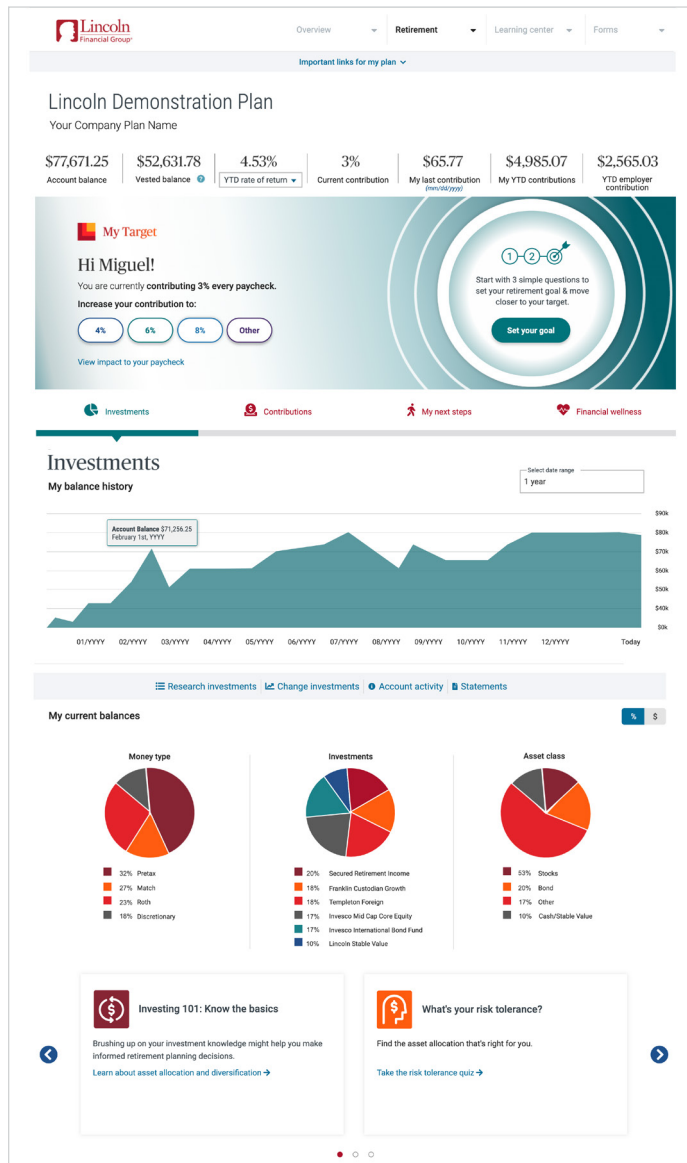 Lincoln
Financial Group®
Overview
Retirement
Learning center
Forms
Important links for my plan
Lincoln Demonstration Plan
Your Company Plan Name
$77,671.25
Account balance
$52,631.78
Vested balance ?
4.53%
YTD rate of return
3%
Current contribution
$65.77
My last contribution
(mm/dd/yyyy)
$4,985.07
My YTD contributions
$2,565.03
YTD employer
contribution
My Target
Hi Miguel!
You are currently contributing 3% every paycheck.
Increase your contribution to:
4% 6% 8% Other
View impact to your paycheck
1 2
Start with 3 simple questions to
set your retirement goal & move
closer to your target.
Set your goal
Investments
Contributions
My next steps
Financial wellness
Investments
My balance history
Select date range
1 year
Account Balance $71,256.25
February 1st, YYYY
$90k
$80k
$70k
$60k
$50k
$40k
$0k
01/YYYY 02/YYYY 03/YYYY 04/YYYY 05/YYYY 06/YYYY 07/YYYY 08/YYYY 09/YYYY 10/YYYY 11/YYYY 12/YYYY Today
Research investments
Change investments
Account activity
Statements
My current balances
% $
Money type
32% Pretax
27% Match
23% Roth
18% Discretionary
Investments
20% Secured Retirement Income
18% Franklin Custodian Growth
18% Templeton Foreign
17% Invesco Mid Cap Core Equity
17% Invesco International Bond Fund
10% Lincoln Stable Value
Asset class
53% Stocks
20% Bond
17% Other
10% Cash/Stable Value
Investing 101: Know the basics
Brushing up on your investment knowledge might help you make
informed retirement planning decisions.
Learn about asset allocation and diversification →
What's your risk tolerance?
Find the asset allocation that's right for you.
Take the risk tolerance quiz →